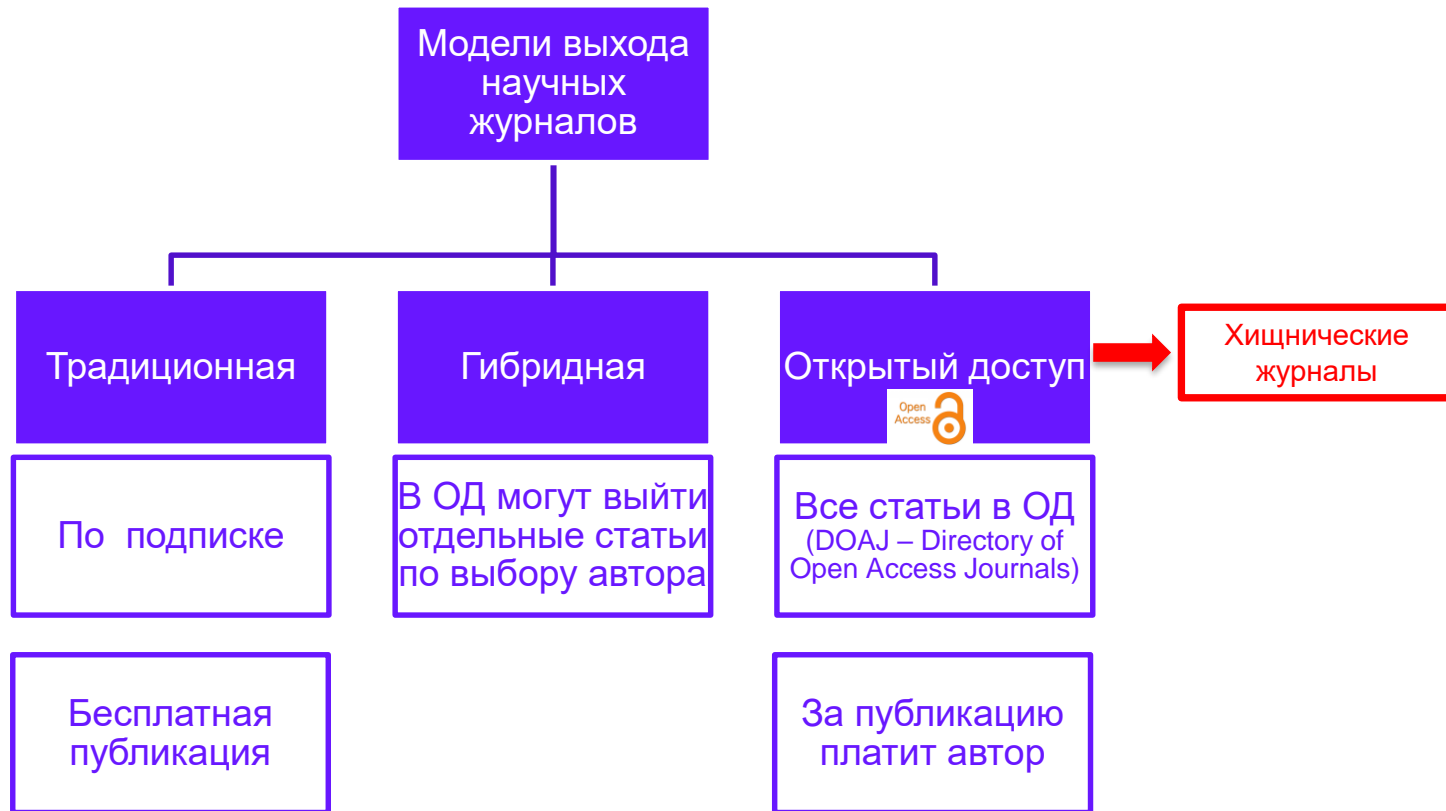 Модели выхода
научных
журналов
Традиционная
Гибридная
Открытый доступ
Open
Access
Хищнические
журналы
По подписке
В ОД могут выйти
отдельные статьи
по выбору автора
Все статьи в ОД
(DOAJ – Directory of
Open Access Journals)
Бесплатная
публикация
За публикацию
платит автор